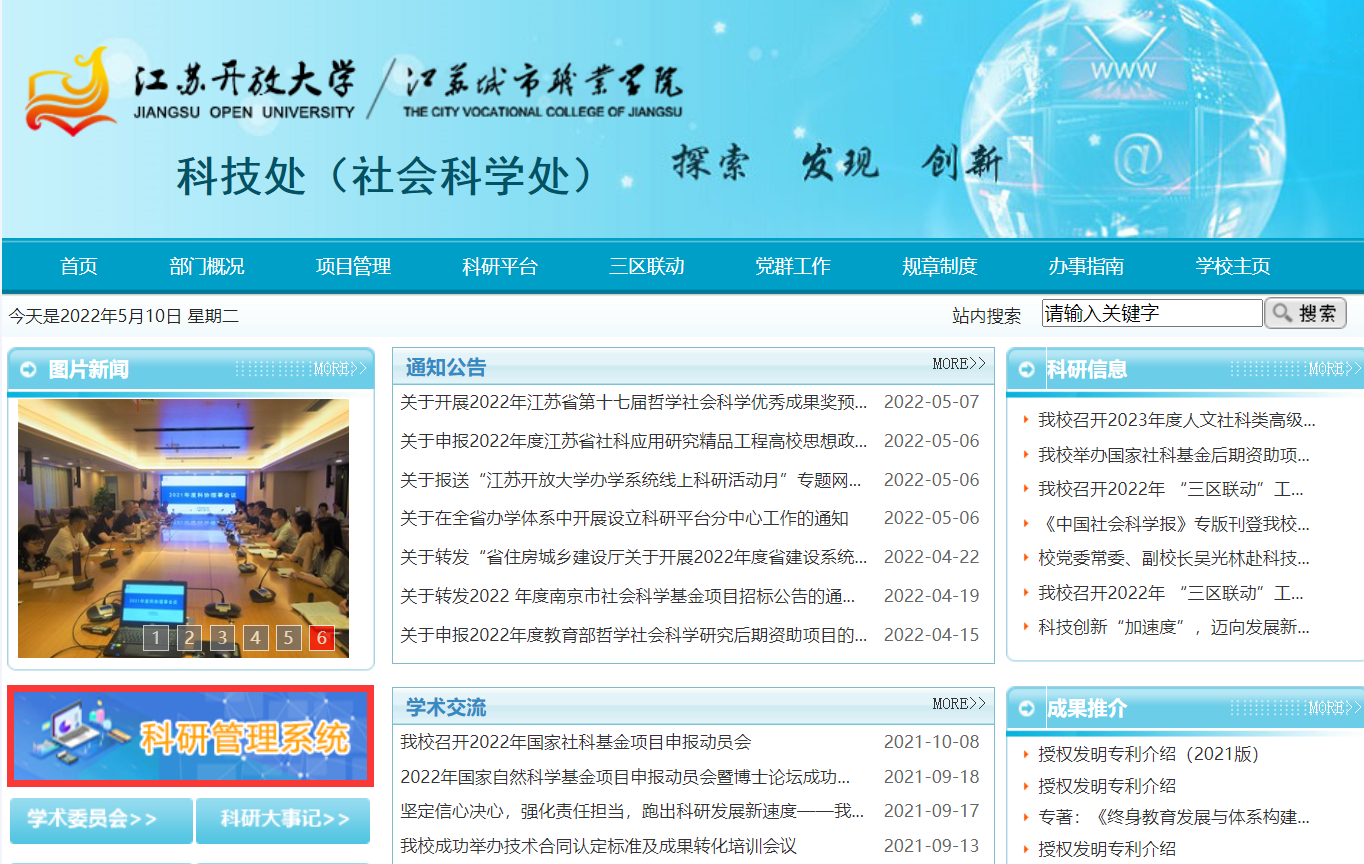 江苏开放大学/江苏城市职业学院
JIANGSU OPEN UNIVERSITY THE CITY VOCATIONAL COLLEGE OF JIANGSU
科技处（社会科学处）
探索 发现 创新
WWW
@
首页 部门概况 项目管理 科研平台 三区联动 党群工作 规章制度 办事指南 学校主页
今天是2022年5月10日 星期二
站内搜索 请输入关键字 搜索
图片新闻 MORE>>
2021年度科协理事会议
1 2 3 4 5 6
科研管理系统
学术委员会>>
科研大事记>>
通知公告 MORE>>
关于开展2022年江苏省第十七届哲学社会科学优秀成果奖预... 2022-05-07
关于申报2022年度江苏省社科应用研究精品工程高校思想政... 2022-05-06
关于报送“江苏开放大学办学系统线上科研活动月”专题网... 2022-05-06
关于在全省办学体系中开展设立科研平台分中心工作的通知 2022-05-06
关于转发“省住房城乡建设厅关于开展2022年度省建设系统... 2022-04-22
关于转发2022 年度南京市社会科学基金项目招标公告的通... 2022-04-19
关于申报2022年度教育部哲学社会科学研究后期资助项目的... 2022-04-15
学术交流 MORE>>
我校召开2022年国家社科基金项目申报动员会 2021-10-08
2022年国家自然科学基金项目申报动员会暨博士论坛成功... 2021-09-18
坚定信心决心，强化责任担当，跑出科研发展新速度——我... 2021-09-17
我校成功举办技术合同认定标准及成果转化培训会议 2021-09-13
科研信息 MORE>>
我校召开2023年度人文社科类高级...
我校举办国家社科基金后期资助项...
我校召开2022年 “三区联动”工...
《中国社会科学报》专版刊登我校...
校党委常委、副校长吴光林赴科技...
我校召开2022年 “三区联动”工...
科技创新“加速度”，迈向发展新...
成果推介 MORE>>
授权发明专利介绍（2021版）
授权发明专利介绍
专著：《终身教育发展与体系构建...
授权发明专利介绍